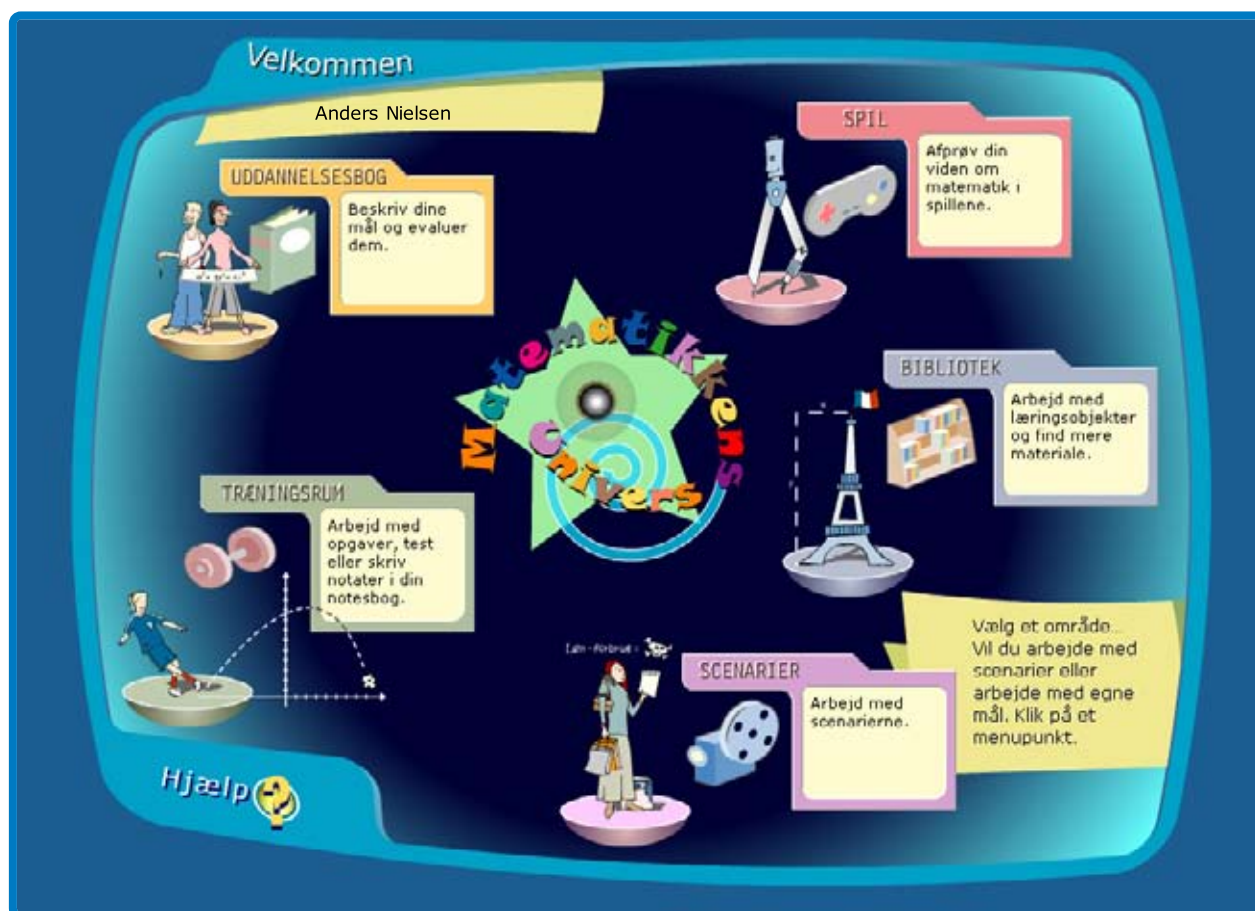 Velkommen
Anders Nielsen
UDDANNELSESBOG
Beskriv dine
mål og evaluer
dem.
SPIL
Afprøv din
viden om
matematik i
spillene.
Matematikkens
Univers
BIBLIOTEK
Arbejd med
læringsobjekter
og find mere
materiale.
TRÆNINGSRUM
Arbejd med
opgaver, test
eller skriv
notater i din
notesbog.
SCENARIER
Arbejd med
scenarierne.
Vælg et område...
Vil du arbejde med
scenarier eller
arbejde med egne
mål. Klik på et
menupunkt.
Hjælp ?